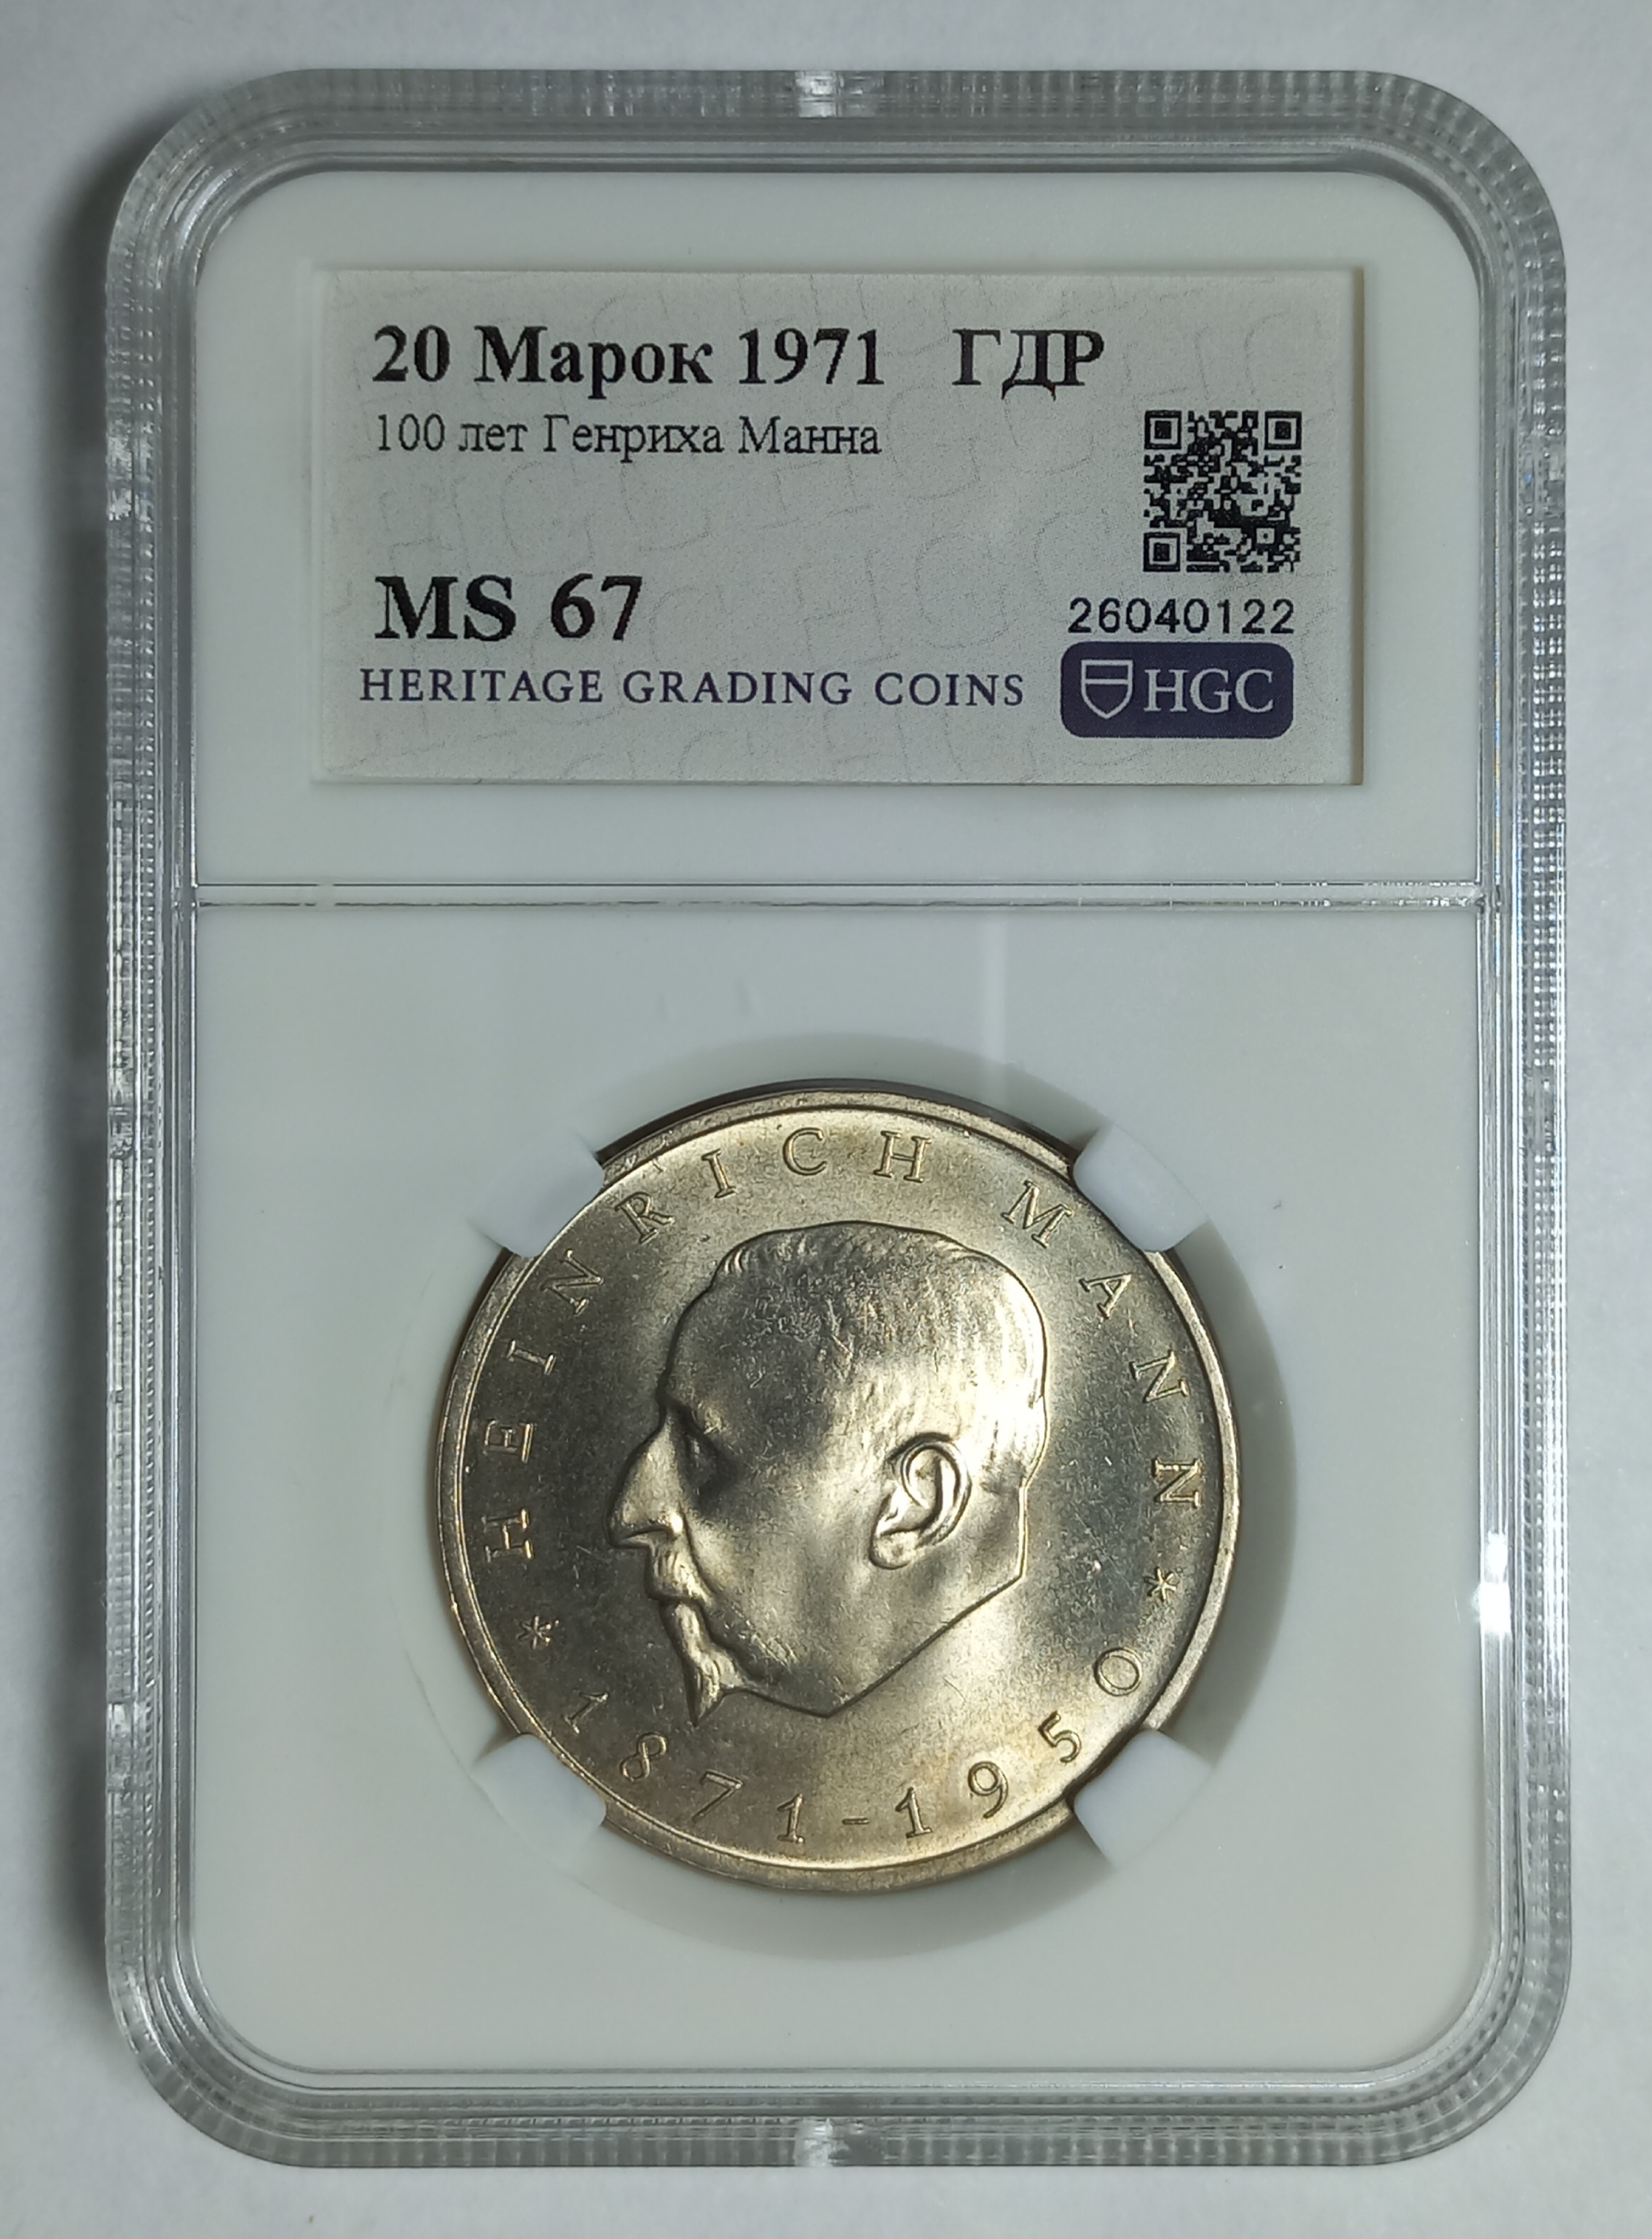 20 Марок 1971 ГДР
100 лет Генриха Манна
MS 67
26040122
HERITAGE GRADING COINS
HGC
HEINRICH MANN
* 1871-1950 *